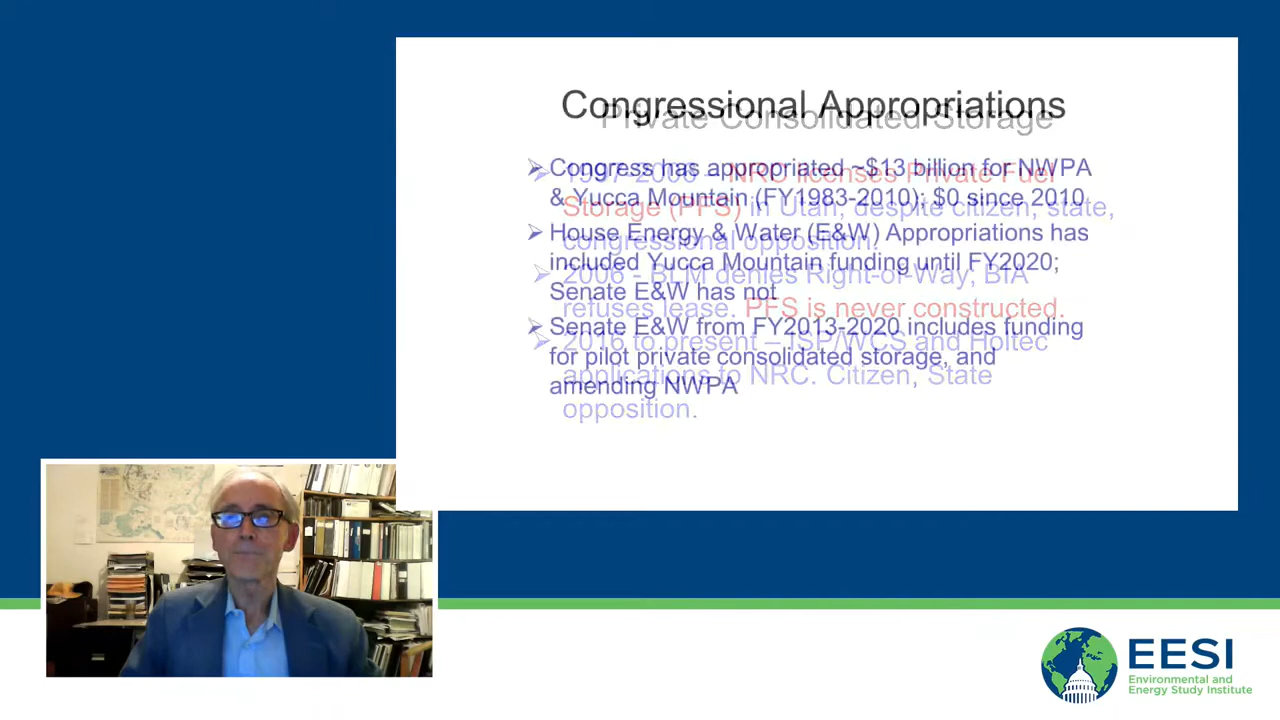 Congressional Appropriations
➢ Congress has appropriated ~$13 billion for NWPA
& Yucca Mountain (FY1983-2010); $0 since 2010
➢ House Energy & Water (E&W) Appropriations has
included Yucca Mountain funding until FY2020;
Senate E&W has not
➢ Senate E&W from FY2013-2020 includes funding
for pilot private consolidated storage, and
amending NWPA
Private Consolidated Storage
➢ 1997-2006 – NRC licenses Private Fuel
Storage (PFS) in Utah, despite citizen, state,
congressional opposition.
➢ 2006 - BLM denies Right-of-Way, BIA
refuses lease. PFS is never constructed.
➢ 2016 to present – ISP/WCS and Holtec
applications to NRC. Citizen, State
opposition.
EESI
Environmental and
Energy Study Institute